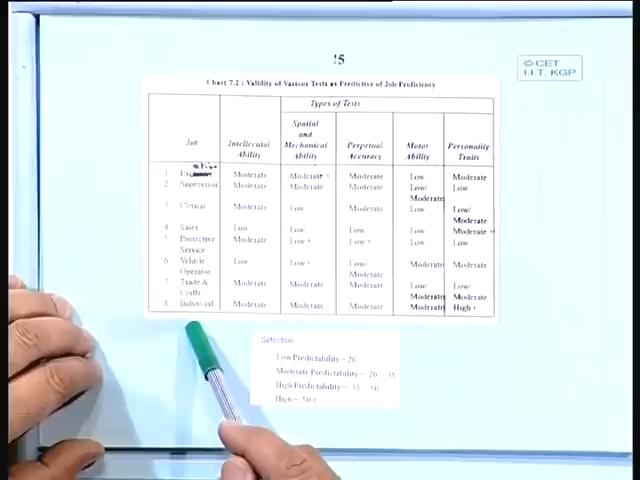 15
© CET
I.I.T. KGP
Chart 7.2 : Validity of Various Tests as Predictive of Job Proficiency
Types of Tests
Job
Intellecutal Ability
Spatial and Mechanical Ability
Perpetual Accuracy
Motor Ability
Personality Traits
1 Moderate Moderate Moderate Low Moderate
2 Supervisor Moderate Moderate Moderate Low/ Moderate Low
3 Clerical Moderate Low Moderate Low Low/ Moderate
4 Sales Low Low Low Low Moderate
5 Protective Service Moderate Low Low Low Low
6 Vehicle Operator Low Low Low/ Moderate Moderate Moderate
7 Trade & Crafts Moderate Moderate Moderate Low/ Moderate Low/ Moderate
8 Industrial Moderate Moderate Moderate Moderate High
Selection
Low Predictability - 20
Moderate Predictability - 20 35
High Predictability - 35 50
High - 50 +